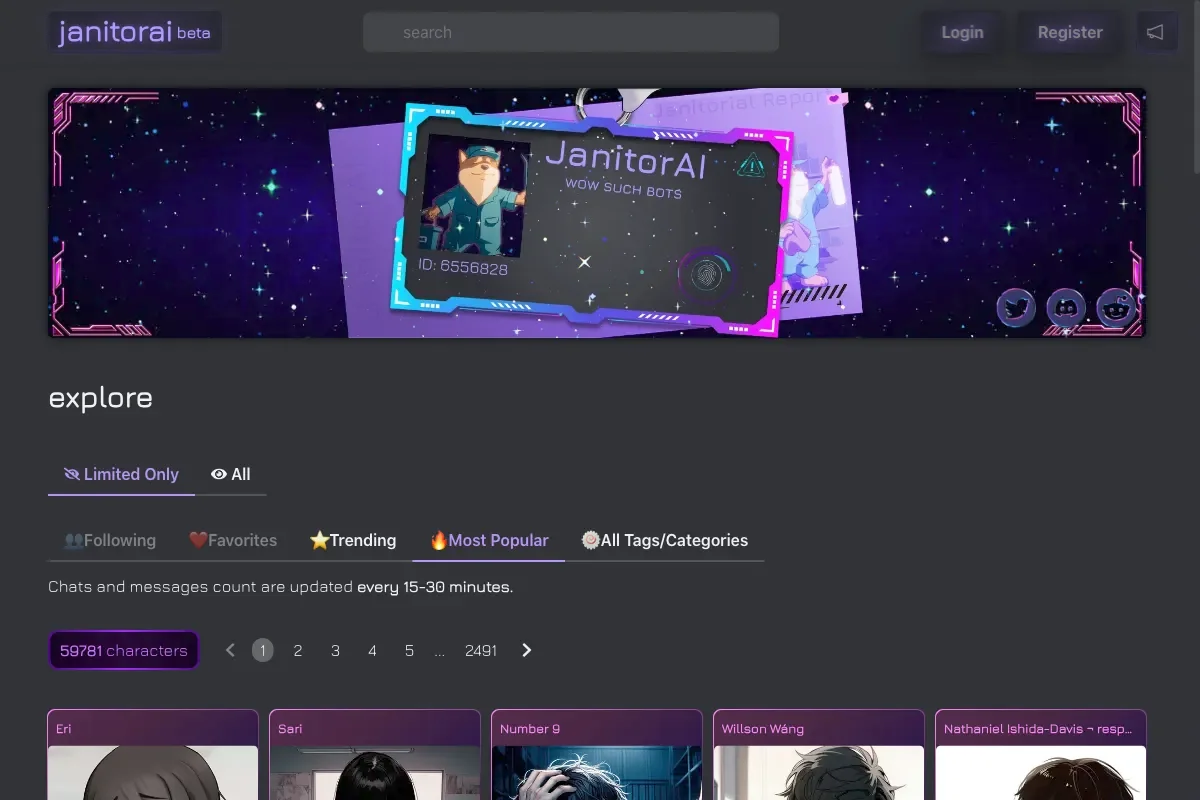 janitorai beta
search
Login
Register
Janitorial Repor
JanitorAI
WOW SUCH BOTS
ID: 6556828
explore
Limited Only
All
Following
Favorites
Trending
Most Popular
All Tags/Categories
Chats and messages count are updated every 15-30 minutes.
59781 characters
1 2 3 4 5 ... 2491
Eri
Sari
Number 9
Willson Wáng
Nathaniel Ishida-Davis ¬ resp...